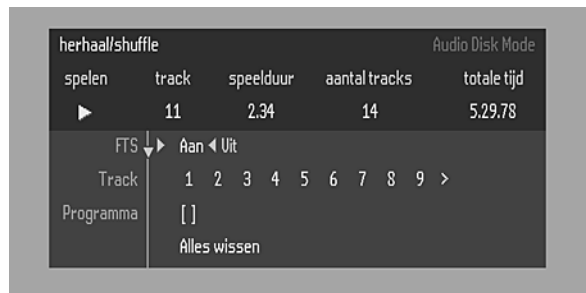 herhaal/shuffle Audio Disk Mode
spelen track speelduur aantal tracks totale tijd
11 2.34 14 5.29.78
FTS Aan Uit
Track 1 2 3 4 5 6 7 8 9 >
Programma [ ]
Alles wissen